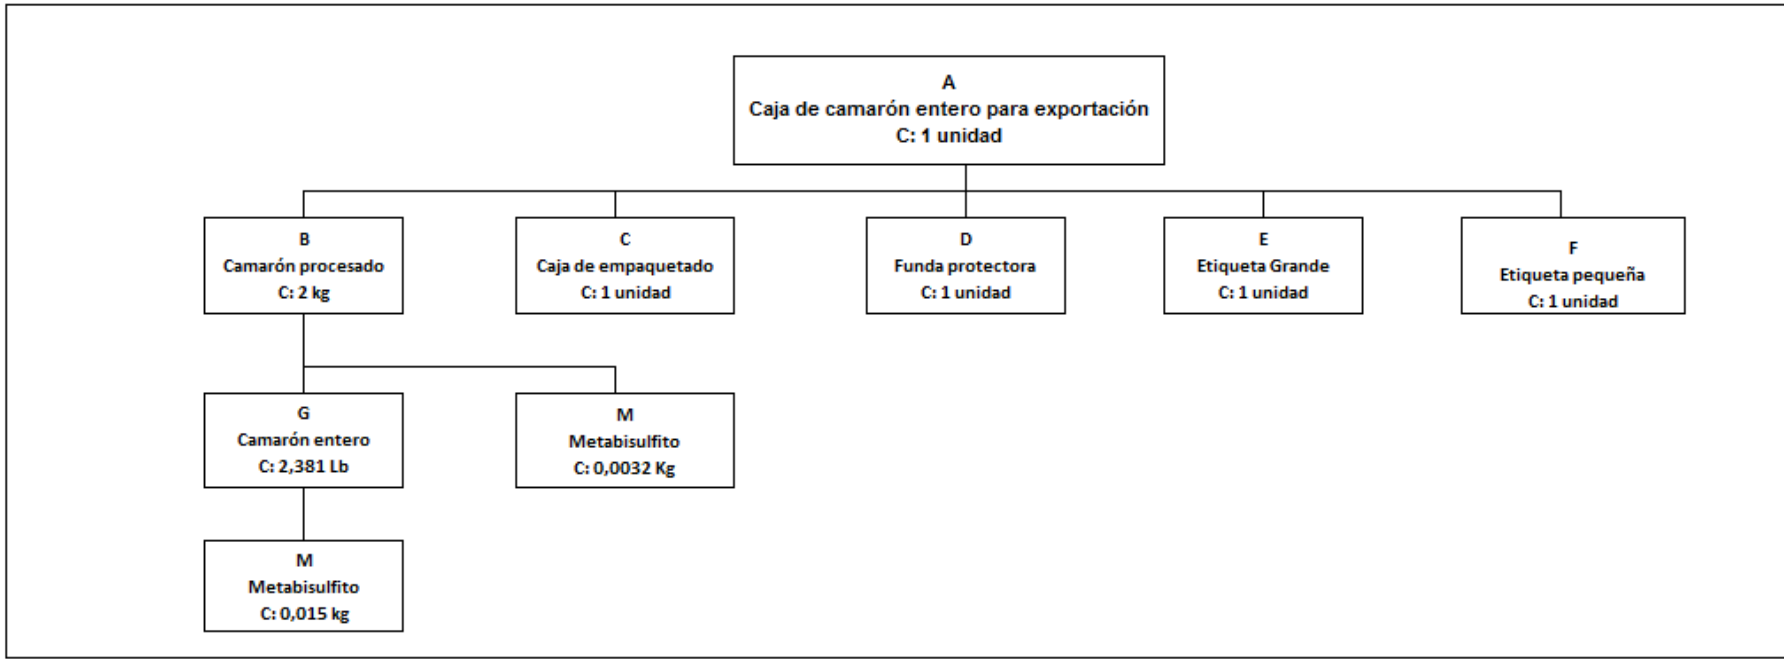 A
Caja de camarón entero para exportación
C: 1 unidad
B
Camarón procesado
C: 2 kg
C
Caja de empaquetado
C: 1 unidad
D
Funda protectora
C: 1 unidad
E
Etiqueta Grande
C: 1 unidad
F
Etiqueta pequeña
C: 1 unidad
G
Camarón entero
C: 2,381 Lb
M
Metabisulfito
C: 0,0032 Kg
M
Metabisulfito
C: 0,015 kg